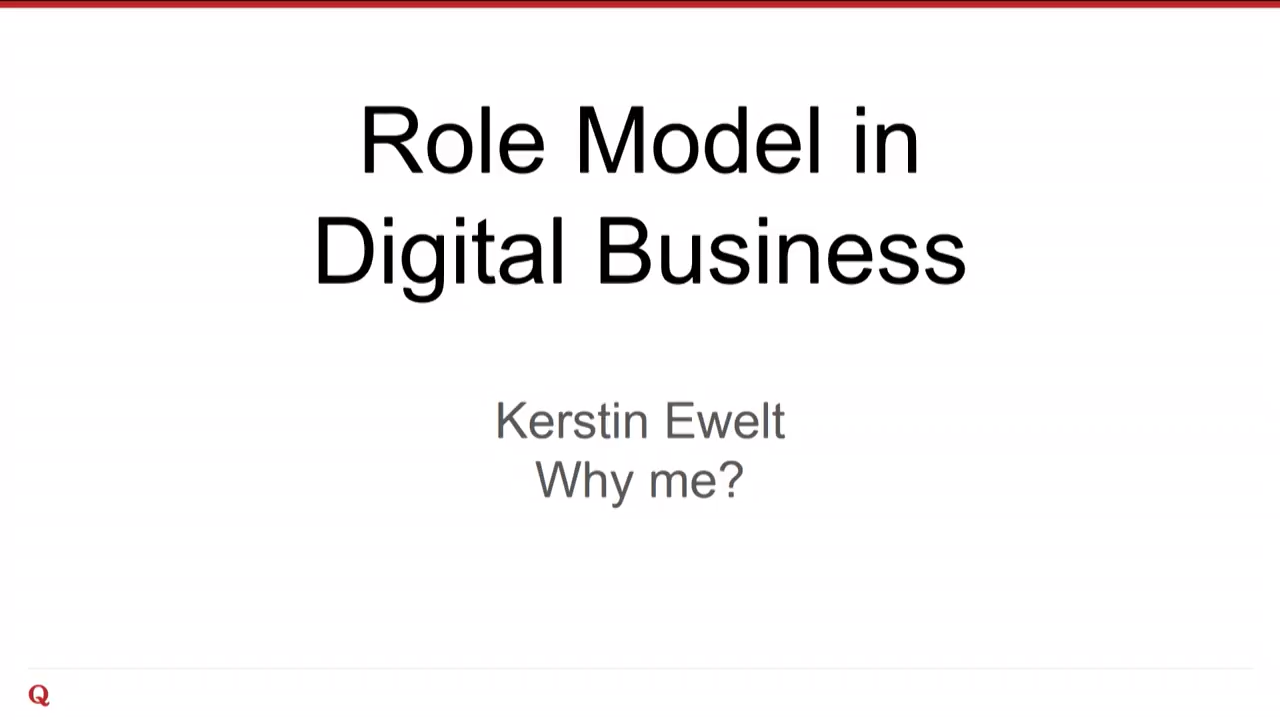 Role Model in
Digital Business
Kerstin Ewelt
Why me?
Q